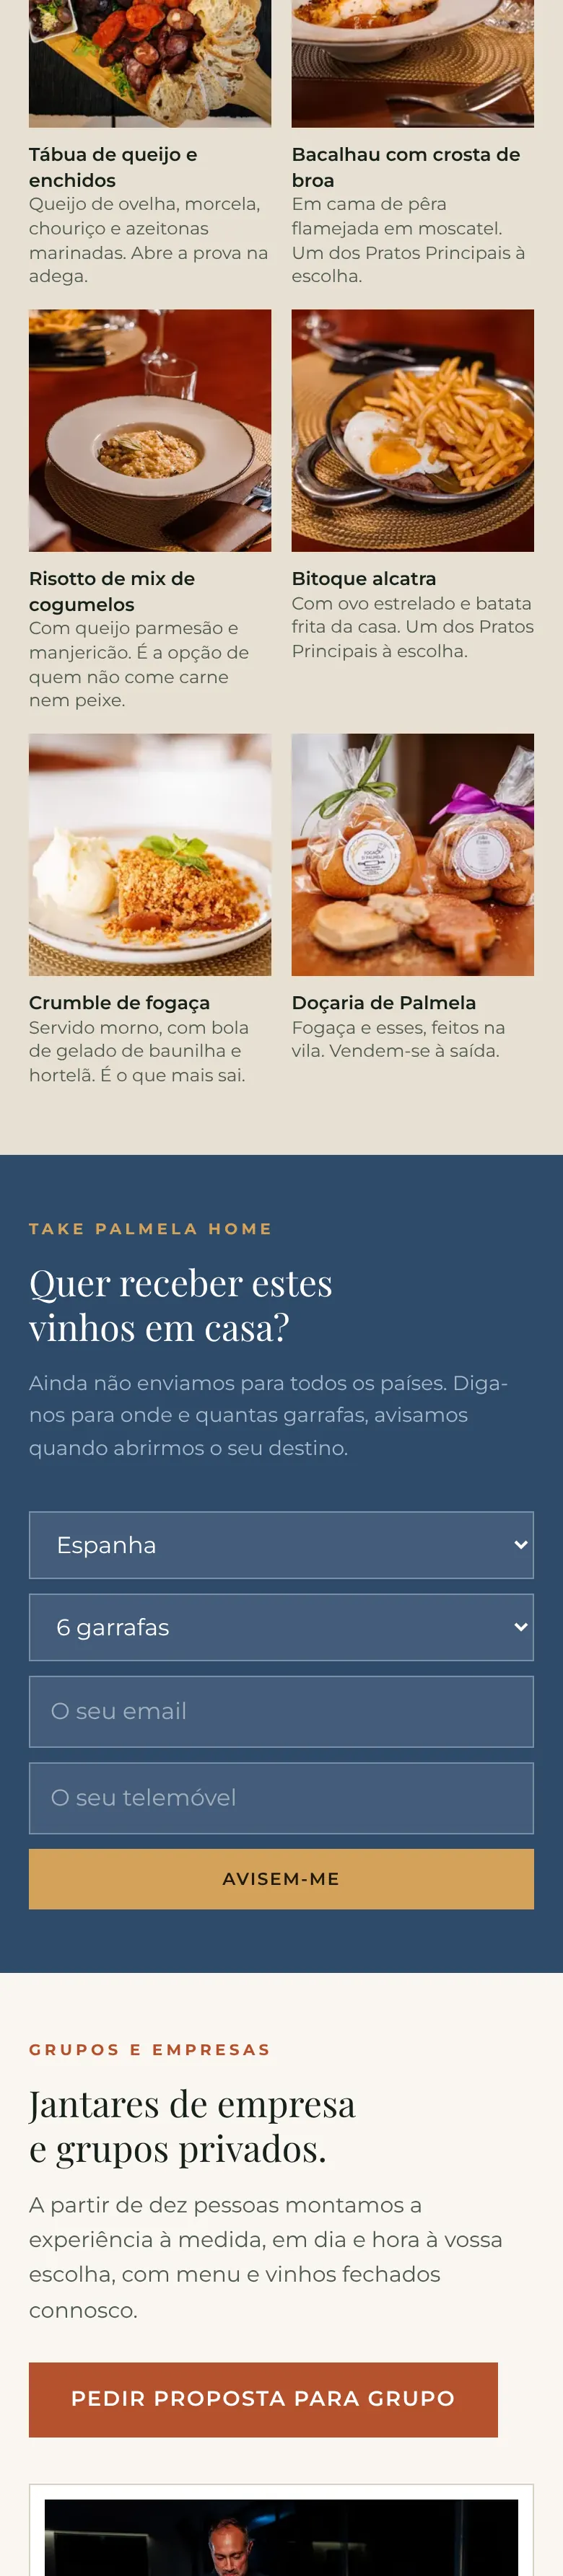 Tábua de queijo e
enchidos
Queijo de ovelha, morcela,
chouriço e azeitonas
marinadas. Abre a prova na
adega.
Bacalhau com crosta de
broa
Em cama de pêra
flamejada em moscatel.
Um dos Pratos Principais à
escolha.
Risotto de mix de
cogumelos
Com queijo parmesão e
manjericão. É a opção de
quem não come carne
nem peixe.
Bitoque alcatra
Com ovo estrelado e batata
frita da casa. Um dos Pratos
Principais à escolha.
Crumble de fogaça
Servido morno, com bola
de gelado de baunilha e
hortelã. É o que mais sai.
Doçaria de Palmela
Fogaça e esses, feitos na
vila. Vendem-se à saída.
TAKE PALMELA HOME
Quer receber estes
vinhos em casa?
Ainda não enviamos para todos os países. Diga-
nos para onde e quantas garrafas, avisamos
quando abrirmos o seu destino.
Espanha
6 garrafas
O seu email
O seu telemóvel
AVISEM-ME
GRUPOS E EMPRESAS
Jantares de empresa
e grupos privados.
A partir de dez pessoas montamos a
experiência à medida, em dia e hora à vossa
escolha, com menu e vinhos fechados
connosco.
PEDIR PROPOSTA PARA GRUPO